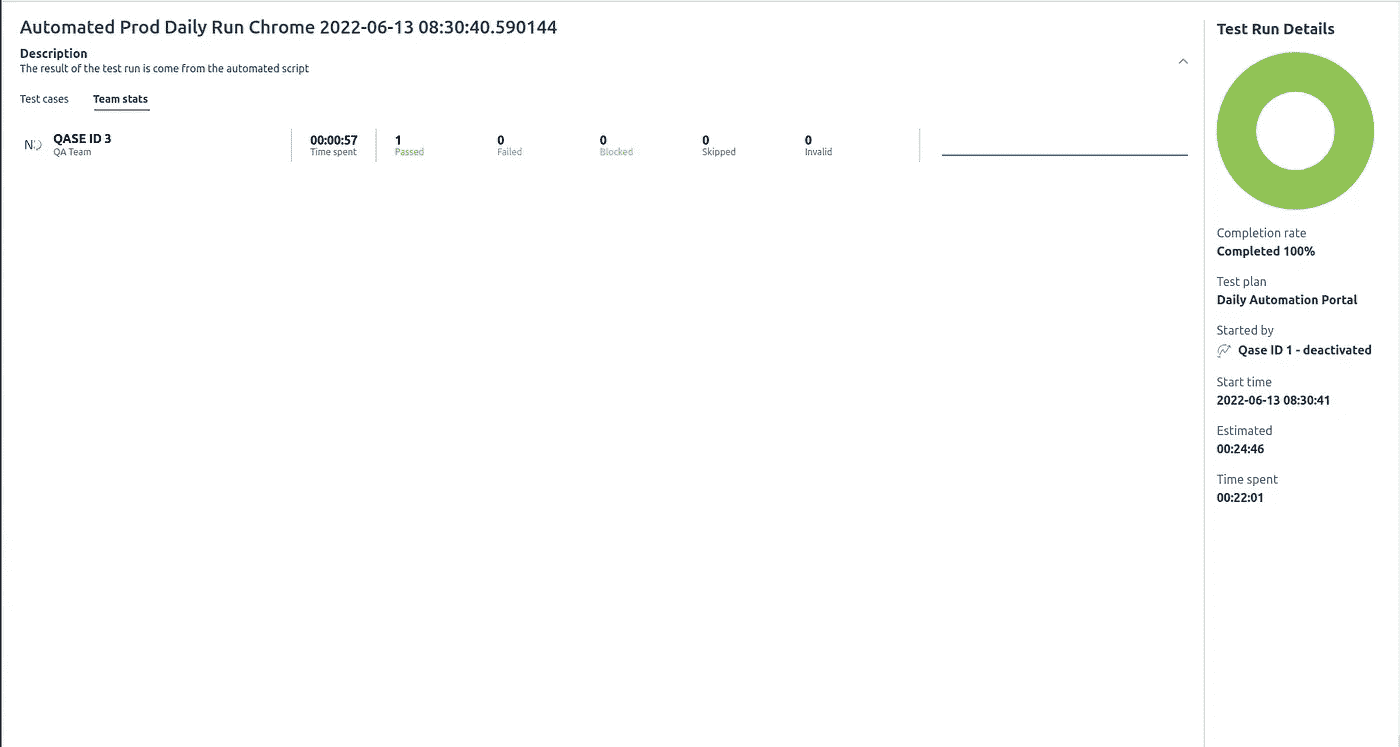 Automated Prod Daily Run Chrome 2022-06-13 08:30:40.590144
Description
The result of the test run is come from the automated script
Test cases Team stats
QASE ID 3
QA Team
00:00:57
Time spent
1
Passed
0
Failed
0
Blocked
0
Skipped
0
Invalid
Test Run Details
Completion rate
Completed 100%
Test plan
Daily Automation Portal
Started by
Qase ID 1 - deactivated
Start time
2022-06-13 08:30:41
Estimated
00:24:46
Time spent
00:22:01